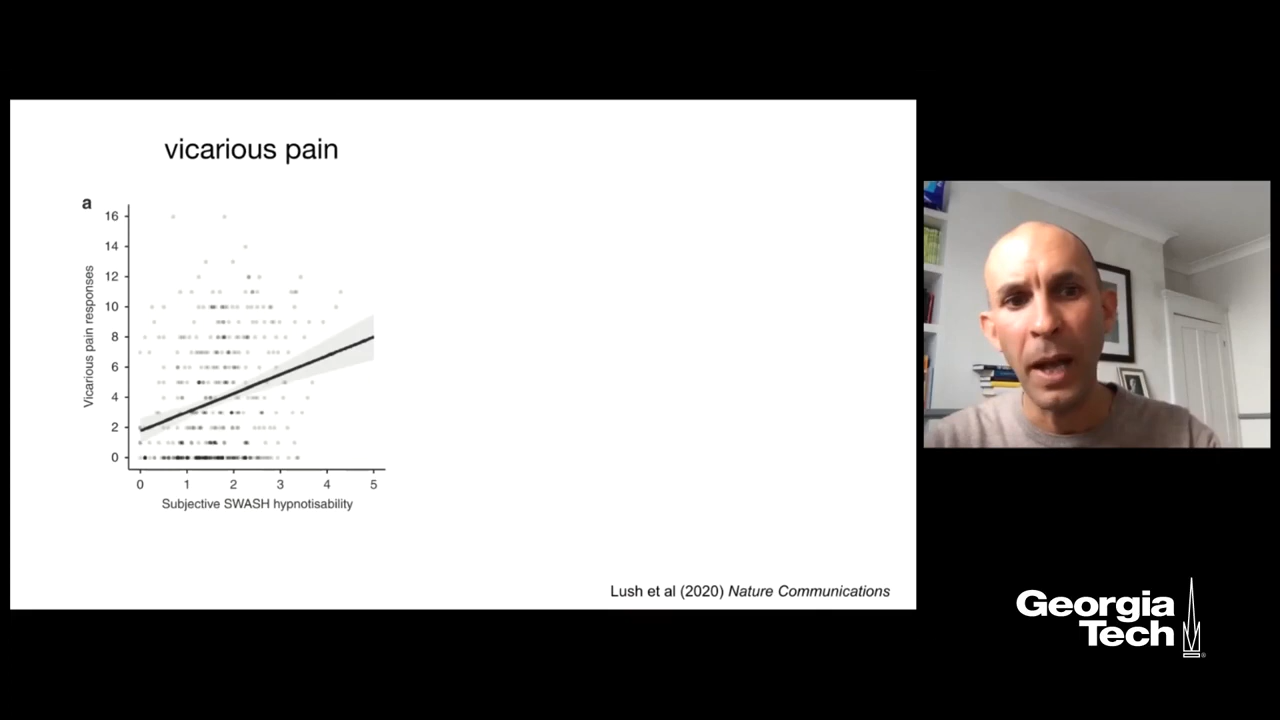 vicarious pain
a
16
14
12
10
8
6
4
2
0
Vicarious pain responses
0 1 2 3 4 5
Subjective SWASH hypnotisability
Lush et al (2020) Nature Communications
Georgia
Tech